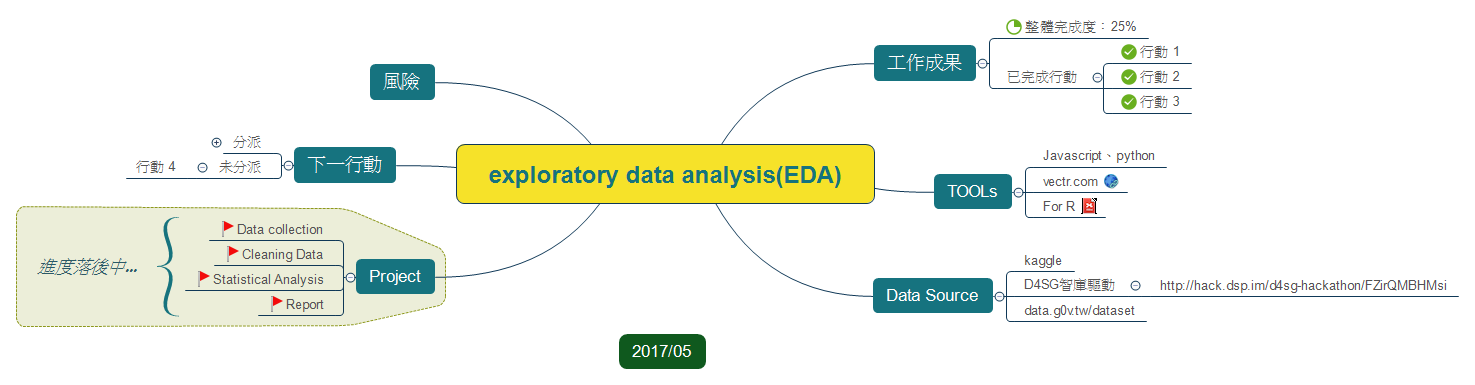 exploratory data analysis(EDA)
工作成果
整體完成度：25%
已完成行動
行動 1
行動 2
行動 3
TOOLs
Javascript、python
vectr.com
For R
Data Source
kaggle
D4SG智庫驅動
http://hack.dsp.im/d4sg-hackathon/FZirQMBHMsi
data.g0v.tw/dataset
風險
下一行動
分派
未分派
行動 4
Project
Data collection
Cleaning Data
Statistical Analysis
Report
進度落後中...
2017/05